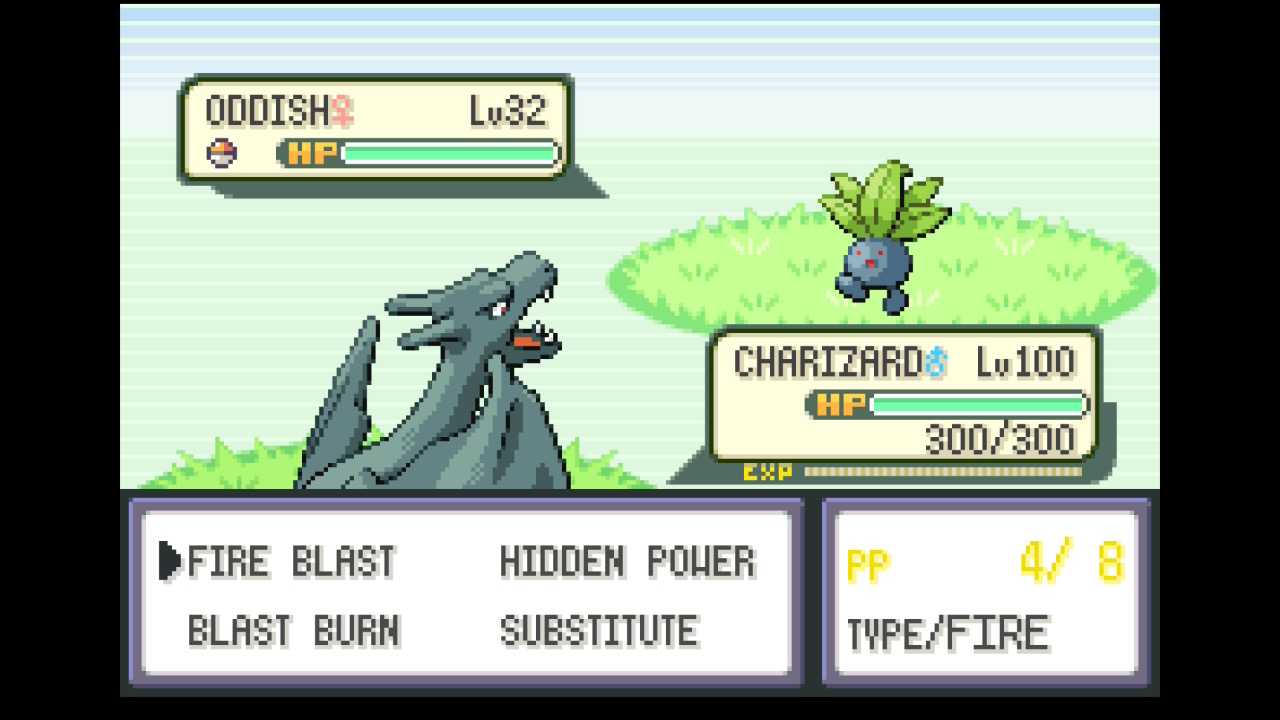 ODDISH♀ Lv32
HP
CHARIZARD♂ Lv100
HP
300/300
EXP
FIRE BLAST HIDDEN POWER
BLAST BURN SUBSTITUTE
PP 4/ 8
TYPE/FIRE